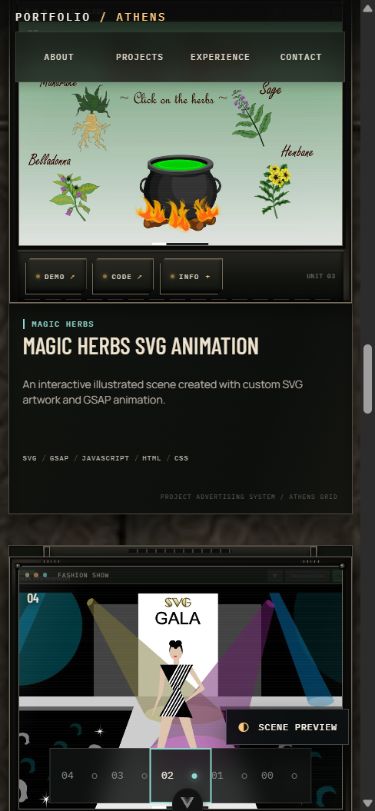 PORTFOLIO / ATHENS
ABOUT PROJECTS EXPERIENCE CONTACT
Mandrake
~ Click on the herbs ~
Sage
Belladonna
Henbane
DEMO ↗ CODE ↗ INFO + UNIT 03
MAGIC HERBS
MAGIC HERBS SVG ANIMATION
An interactive illustrated scene created with custom SVG
artwork and GSAP animation.
SVG / GSAP / JAVASCRIPT / HTML / CSS
PROJECT ADVERTISING SYSTEM / ATHENS GRID
FASHION SHOW
04
SVG
GALA
SCENE PREVIEW
04 03 02 01 00